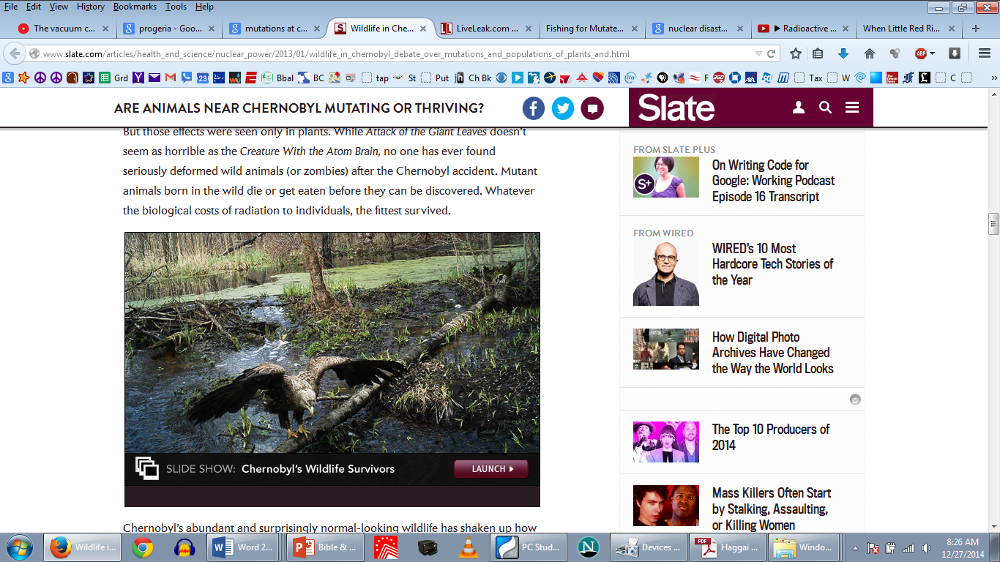 File Edit View History Bookmarks Tools Help
The vacuum c...
progeria - Goo...
mutations at c...
Wildlife in Che...
LiveLeak.com ...
Fishing for Mutate...
nuclear disast...
▶ Radioactive ...
When Little Red Ri...
www.slate.com/articles/health_and_science/nuclear_power/2013/01/wildlife_in_chernobyl_debate_over_mutations_and_populations_of_plants_and.html
ABP
Grd 23 Bbal BC tap St Put Ch Bk F 360 Tax W C »
ARE ANIMALS NEAR CHERNOBYL MUTATING OR THRIVING?
Slate
But those effects were seen only in plants. While Attack of the Giant Leaves doesn't
seem as horrible as the Creature With the Atom Brain, no one has ever found
seriously deformed wild animals (or zombies) after the Chernobyl accident. Mutant
animals born in the wild die or get eaten before they can be discovered. Whatever
the biological costs of radiation to individuals, the fittest survived.
SLIDE SHOW: Chernobyl's Wildlife Survivors
LAUNCH
Chernobyl's abundant and surprisingly normal-looking wildlife has shaken up how
FROM SLATE PLUS
S+
On Writing Code for
Google: Working Podcast
Episode 16 Transcript
FROM WIRED
WIRED's 10 Most
Hardcore Tech Stories of
the Year
How Digital Photo
Archives Have Changed
the Way the World Looks
The Top 10 Producers of
2014
Mass Killers Often Start
by Stalking, Assaulting,
or Killing Women
Wildlife i...
Word 2...
Bible & ...
PC Stud...
Devices ...
PDF
Haggai ...
Windo...
8:26 AM
12/27/2014